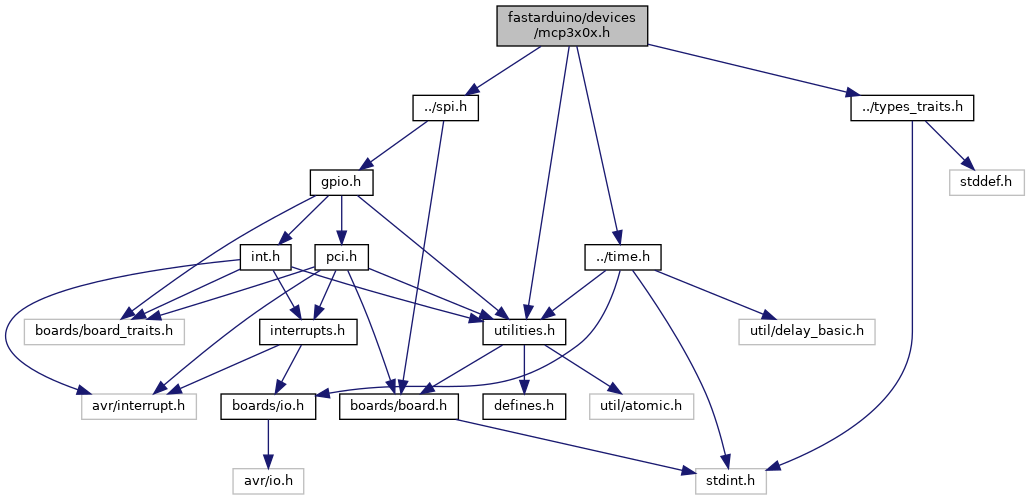 fastarduino/devices
/mcp3x0x.h
../spi.h
../types_traits.h
gpio.h
stddef.h
int.h
pci.h
../time.h
boards/board_traits.h
interrupts.h
utilities.h
util/delay_basic.h
avr/interrupt.h
boards/io.h
boards/board.h
defines.h
util/atomic.h
avr/io.h
stdint.h